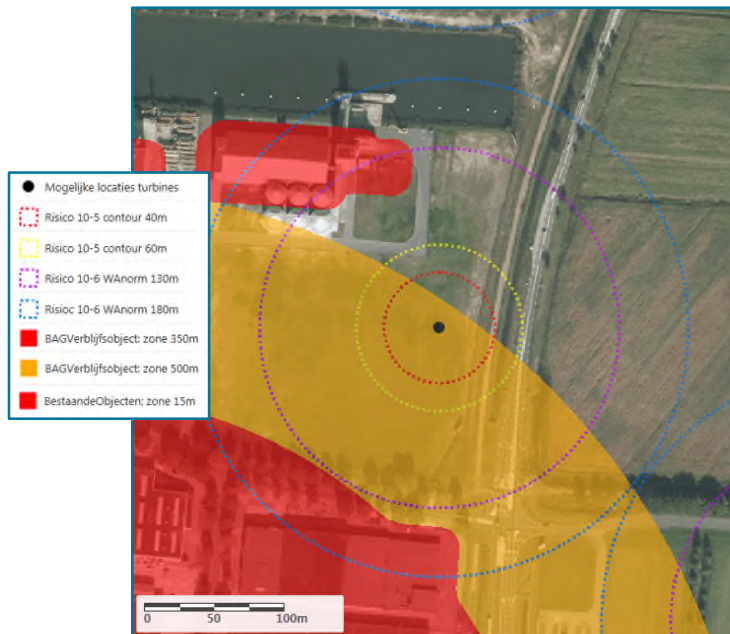 Mogelijke locaties turbines
Risico 10-5 contour 40m
Risico 10-5 contour 60m
Risico 10-6 WAnorm 130m
Risioc 10-6 WAnorm 180m
BAGVerblijfsobject: zone 350m
BAGVerblijfsobject: zone 500m
BestaandeObjecten; zone 15m
0 50 100m